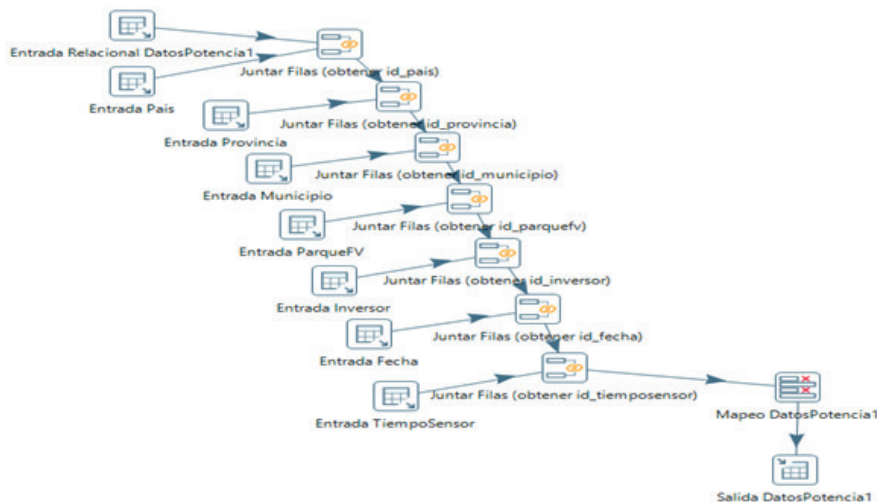 Entrada Relacional DatosPotencia1
Juntar Filas (obtener id_pais)
Entrada Pais
Juntar Filas (obtener id_provincia)
Entrada Provincia
Juntar Filas (obtener id_municipio)
Entrada Municipio
Juntar Filas (obtener id_parquefv)
Entrada ParqueFV
Juntar Filas (obtener id_inversor)
Entrada Inversor
Juntar Filas (obtener id_fecha)
Entrada Fecha
Juntar Filas (obtener id_tiemposensor)
Entrada TiempoSensor
Mapeo DatosPotencia1
Salida DatosPotencia1